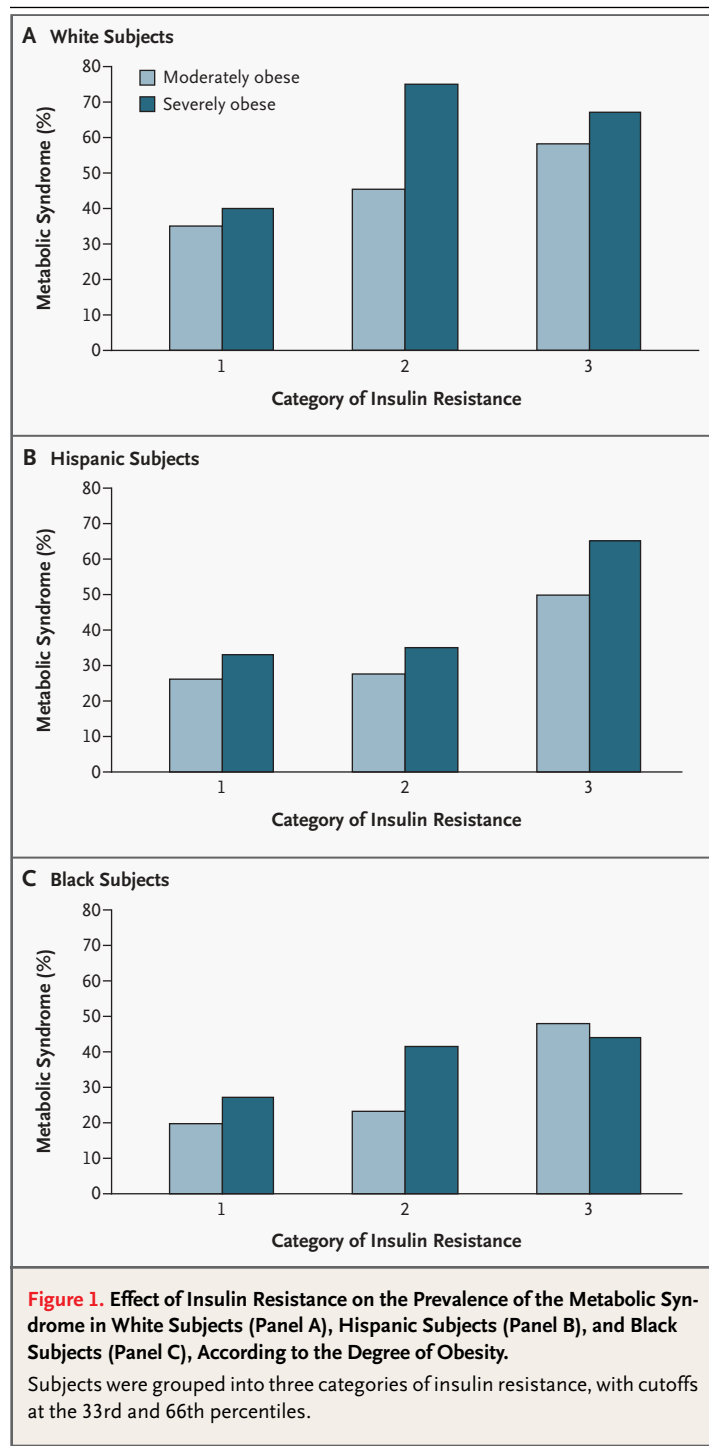 A White Subjects
80
70
60
50
40
30
20
10
0
Metabolic Syndrome (%)
Moderately obese
Severely obese
1 2 3
Category of Insulin Resistance
B Hispanic Subjects
80
70
60
50
40
30
20
10
0
Metabolic Syndrome (%)
1 2 3
Category of Insulin Resistance
C Black Subjects
80
70
60
50
40
30
20
10
0
Metabolic Syndrome (%)
1 2 3
Category of Insulin Resistance
Figure 1. Effect of Insulin Resistance on the Prevalence of the Metabolic Syn-
drome in White Subjects (Panel A), Hispanic Subjects (Panel B), and Black
Subjects (Panel C), According to the Degree of Obesity.
Subjects were grouped into three categories of insulin resistance, with cutoffs
at the 33rd and 66th percentiles.